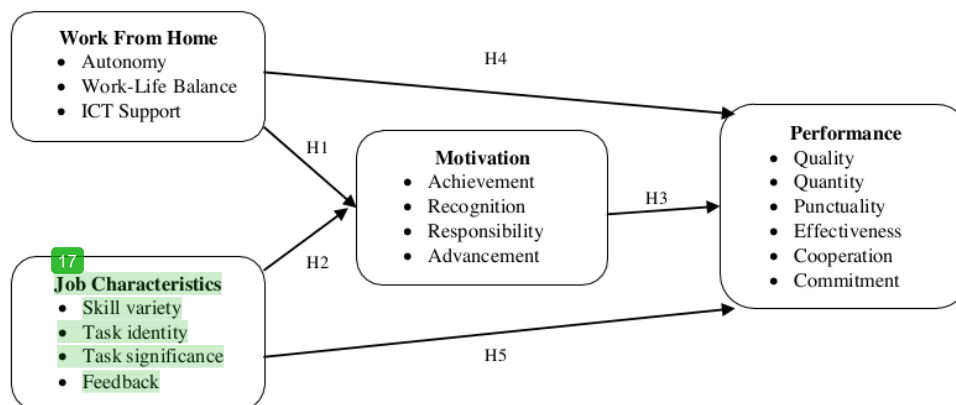 Work From Home
• Autonomy
• Work-Life Balance
• ICT Support
H4
H1
Motivation
• Achievement
• Recognition
• Responsibility
• Advancement
H3
Performance
• Quality
• Quantity
• Punctuality
• Effectiveness
• Cooperation
• Commitment
H2
17
Job Characteristics
• Skill variety
• Task identity
• Task significance
• Feedback
H5